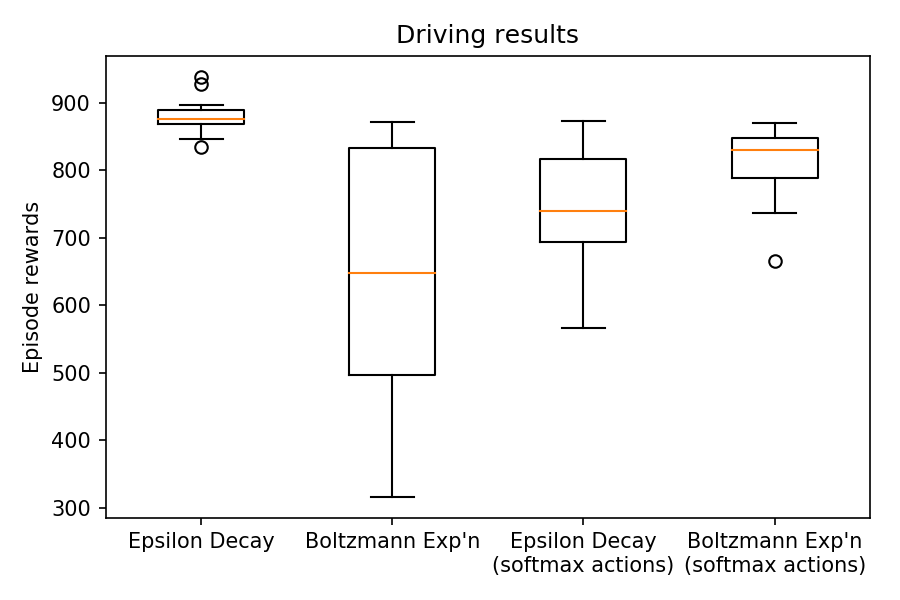 Driving results
Episode rewards
900
800
700
600
500
400
300
Epsilon Decay
Boltzmann Exp'n
Epsilon Decay
(softmax actions)
Boltzmann Exp'n
(softmax actions)